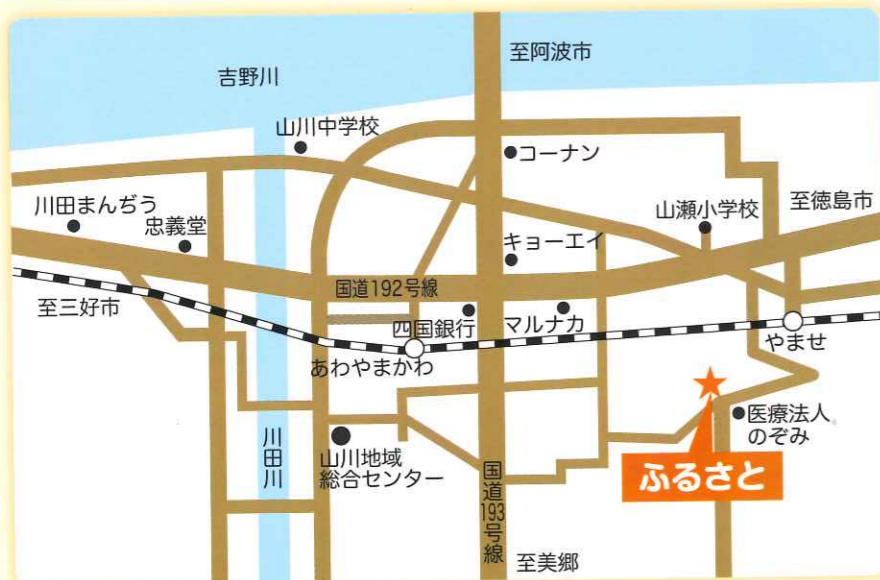 至阿波市
吉野川
山川中学校
コーナン
川田まんぢう
忠義堂
山瀬小学校
至徳島市
キョーエイ
国道192号線
至三好市
四国銀行
マルナカ
やませ
あわやまかわ
医療法人
のぞみ
川田川
山川地域
総合センター
ふるさと
国道193号線
至美郷